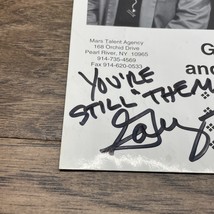 Mars Talent Agency
168 Orchid Drive
Pearl River, NY 10965
914-735-4569
Fax 914-620-0533
G
and
YOU'RE
STILL "THE